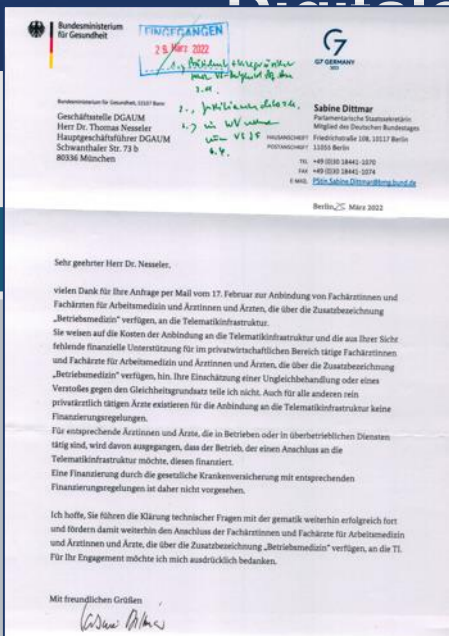 Digitale
Bundesministerium
für Gesundheit
EINGEGANGEN
29. März 2022
G7 GERMANY
2022
Bundesministerium für Gesundheit, 11017 Berlin
Geschäftsstelle DGAUM
Herr Dr. Thomas Nesseler
Hauptgeschäftsführer DGAUM
Schwanthaler Str. 73 b
80336 München
Sabine Dittmar
Parlamentarische Staatssekretärin
Mitglied des Deutschen Bundestages
HAUSANSCHRIFT Friedrichstraße 108, 10117 Berlin
POSTANSCHRIFT 11055 Berlin
TEL +49 (0)30 18441-1070
FAX +49 (0)30 18441-1074
E-MAIL PStin.Sabine.Dittmar@bmg.bund.de
Berlin, 25 März 2022
Sehr geehrter Herr Dr. Nesseler,
vielen Dank für Ihre Anfrage per Mail vom 17. Februar zur Anbindung von Fachärztinnen und
Fachärzten für Arbeitsmedizin und Ärztinnen und Ärzten, die über die Zusatzbezeichnung
„Betriebsmedizin" verfügen, an die Telematikinfrastruktur.
Sie weisen auf die Kosten der Anbindung an die Telematikinfrastruktur und die aus Ihrer Sicht
fehlende finanzielle Unterstützung für im privatwirtschaftlichen Bereich tätige Fachärztinnen
und Fachärzte für Arbeitsmedizin und Ärztinnen und Ärzten, die über die Zusatzbezeichnung
„Betriebsmedizin" verfügen, hin. Ihre Einschätzung einer Ungleichbehandlung oder eines
Verstoßes gegen den Gleichheitsgrundsatz teile ich nicht. Auch für alle anderen rein
privatärztlich tätigen Ärzte existieren für die Anbindung an die Telematikinfrastruktur keine
Finanzierungsregelungen.
Für entsprechende Ärztinnen und Ärzte, die in Betrieben oder in überbetrieblichen Diensten
tätig sind, wird davon ausgegangen, dass der Betrieb, der einen Anschluss an die
Telematikinfrastruktur möchte, diesen finanziert.
Eine Finanzierung durch die gesetzliche Krankenversicherung mit entsprechenden
Finanzierungsregelungen ist daher nicht vorgesehen.
Ich hoffe, Sie führen die Klärung technischer Fragen mit der gematik weiterhin erfolgreich fort
und fördern damit weiterhin den Anschluss der Fachärztinnen und Fachärzte für Arbeitsmedizin
und Ärztinnen und Ärzte, die über die Zusatzbezeichnung „Betriebsmedizin" verfügen, an die TI.
Für Ihr Engagement möchte ich mich ausdrücklich bedanken.
Mit freundlichen Grüßen
Sabine Dittmar